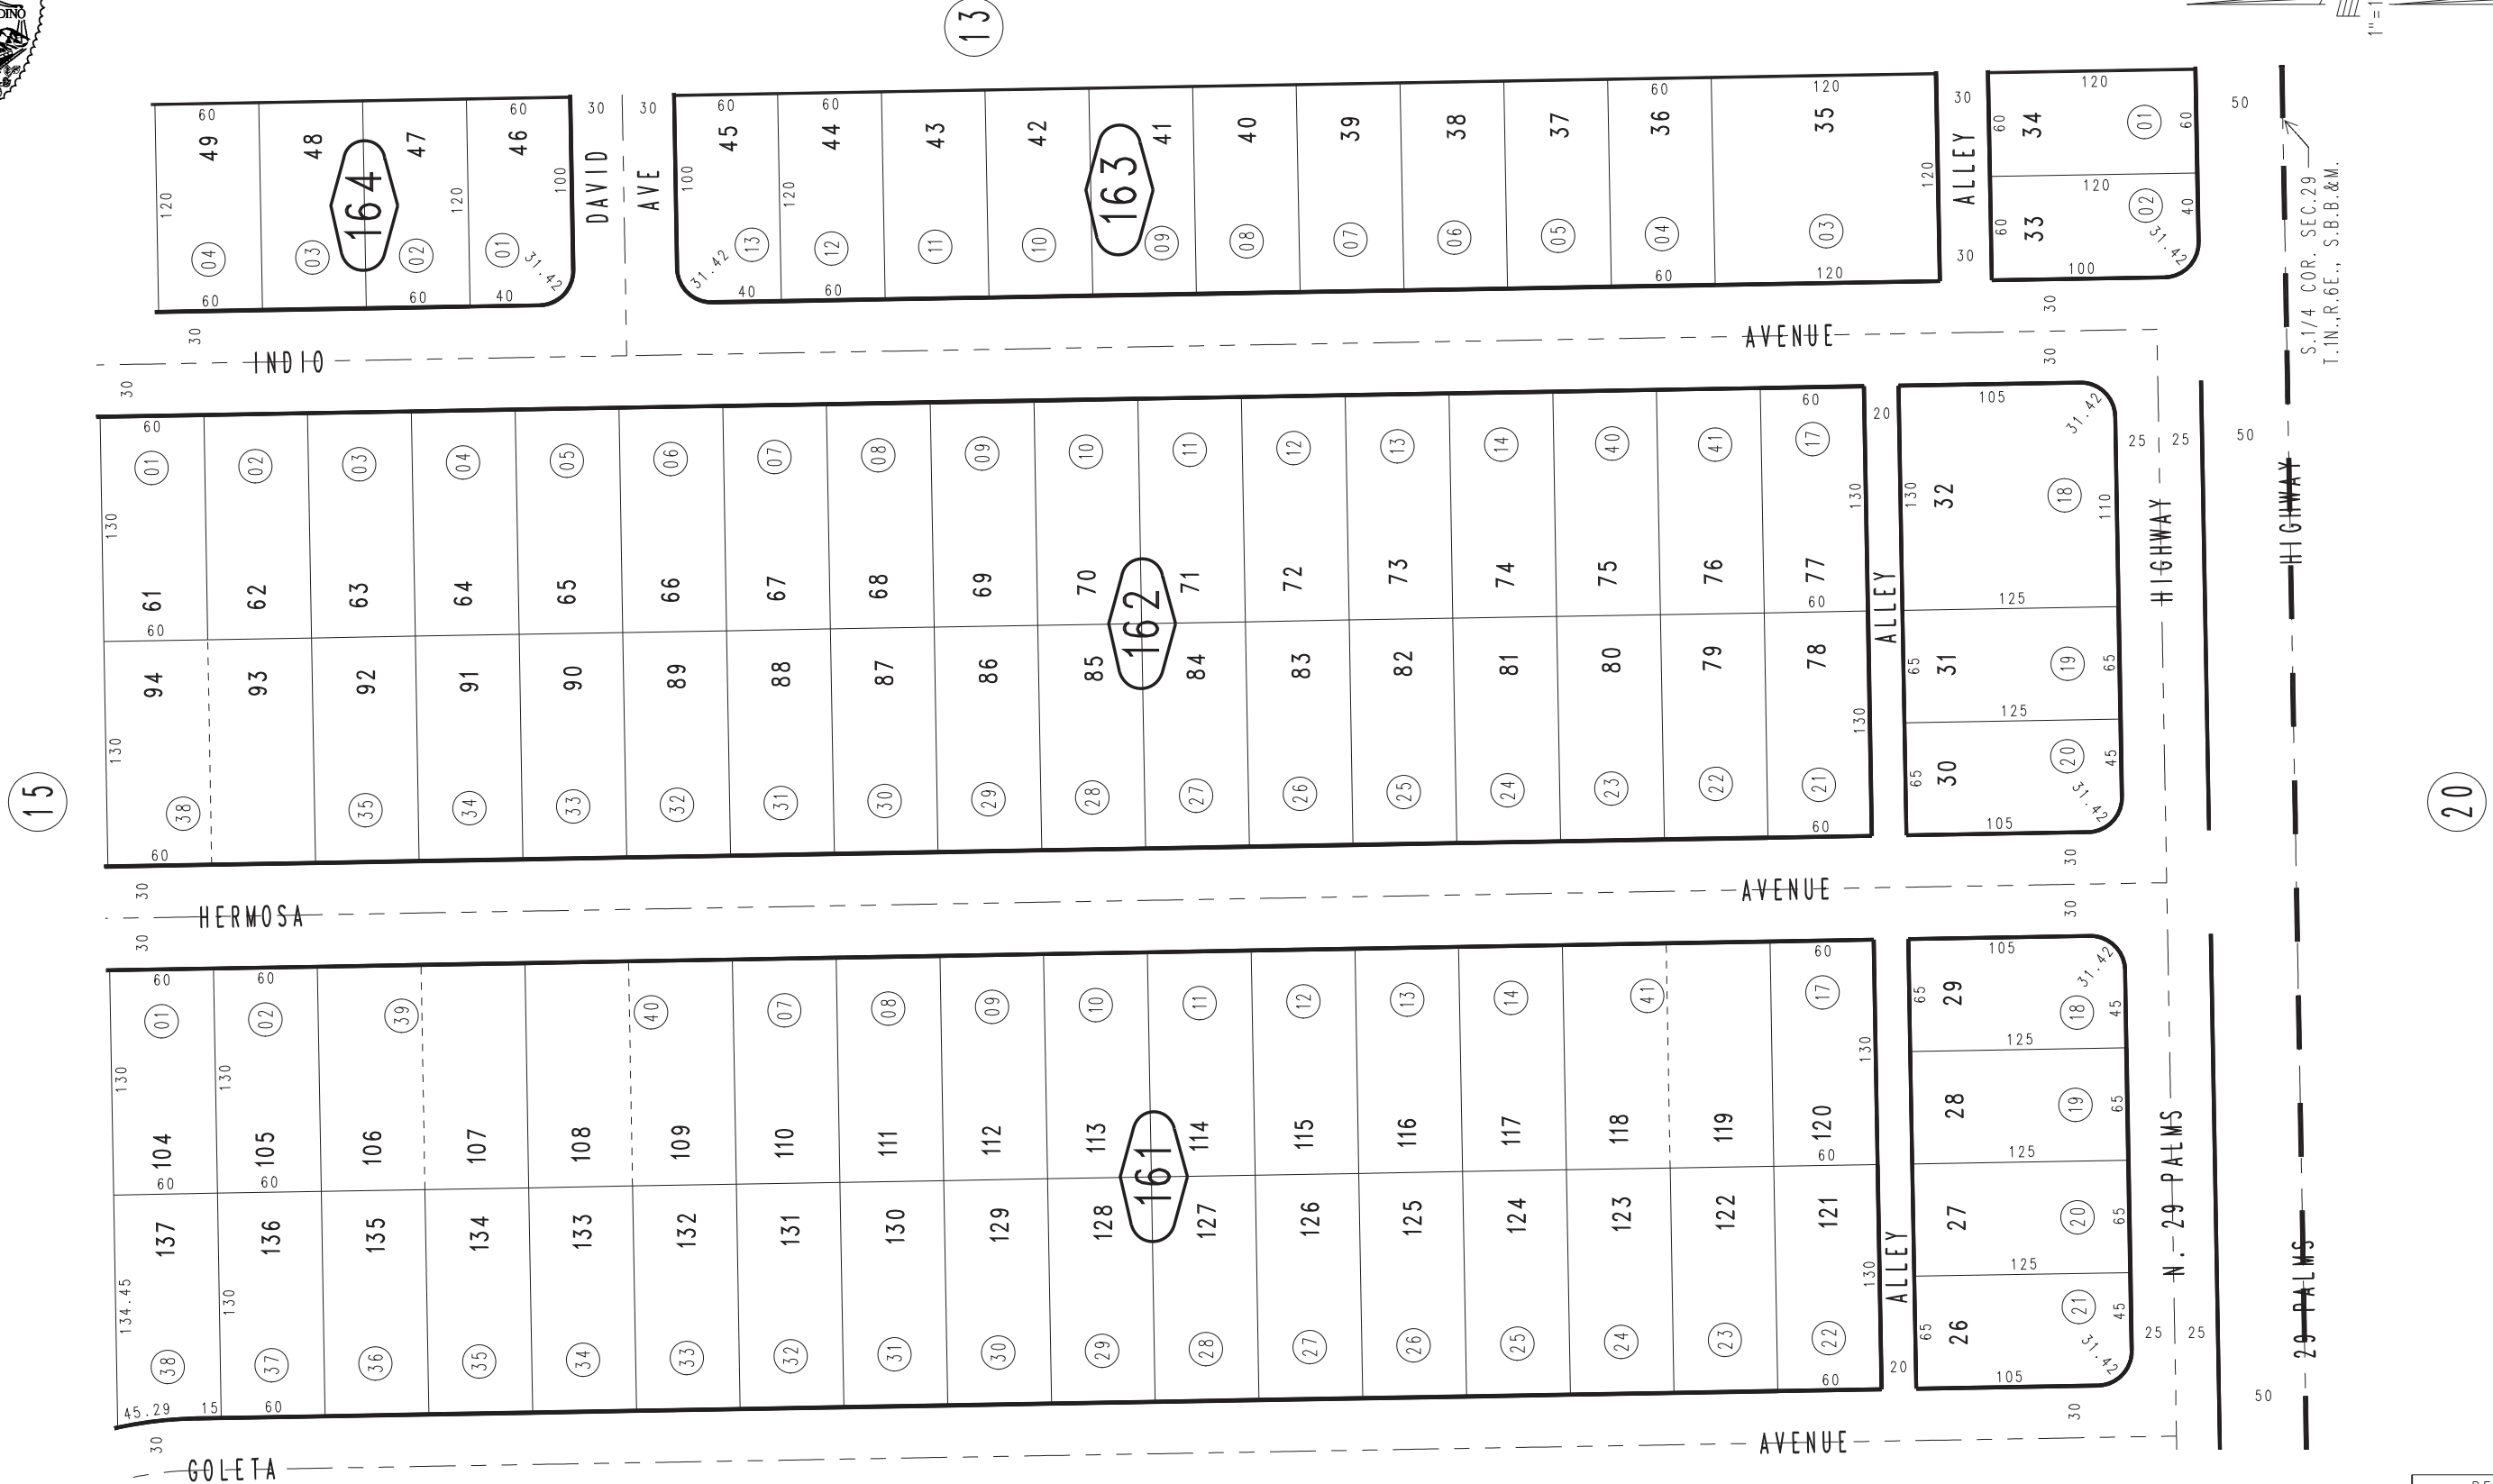 DINO
13
1"=1
49 48 47 46
60 60 30 30
164
120 120 100
04 03 02 01
31.42
60 60 40
DAVID
AVE
45 44 43 42 41 40 39 38 37 36 35
60 60 60 120
163
100 120 120
13 12 11 10 09 08 07 06 05 04 03
31.42
40 60 60 120
30
ALLEY
30
34 33
120
60 01 60
120
60 02 40
31.42
100
50
S.1/4 COR. SEC.29
T.1N.,R.6E., S.B.B.&M.
30 30
INDIO AVENUE
30 30
60 60 20
01 02 03 04 05 06 07 08 09 10 11 12 13 14 40 41 17
130 130
61 62 63 64 65 66 67 68 69 70 71 72 73 74 75 76 77
60 60
162
94 93 92 91 90 89 88 87 86 85 84 83 82 81 80 79 78
130 130
38 35 34 33 32 31 30 29 28 27 26 25 24 23 22 21
60 60
ALLEY
105
31.42
130 32 18 110
125
65 31 19 65
125
65 30 20 45
31.42
105
25 25
50
HIGHWAY
HIGHWAY
15
20
30 30
HERMOSA AVENUE
30 30
60 60 60
01 02 39 40 07 08 09 10 11 12 13 14 41 17
130 130 130
104 105 106 107 108 109 110 111 112 113 114 115 116 117 118 119 120
60 60 60
161
137 136 135 134 133 132 131 130 129 128 127 126 125 124 123 122 121
134.45 130 130
38 37 36 35 34 33 32 31 30 29 28 27 26 25 24 23 22
45.29 15 60 60
ALLEY
20
105
31.42
65 29 18 45
125
28 19 65
125
27 20 65
125
65 26 21 45
31.42
105
N. 29 PALMS
25 25
29 PALMS
50
30 30
GOLETA AVENUE